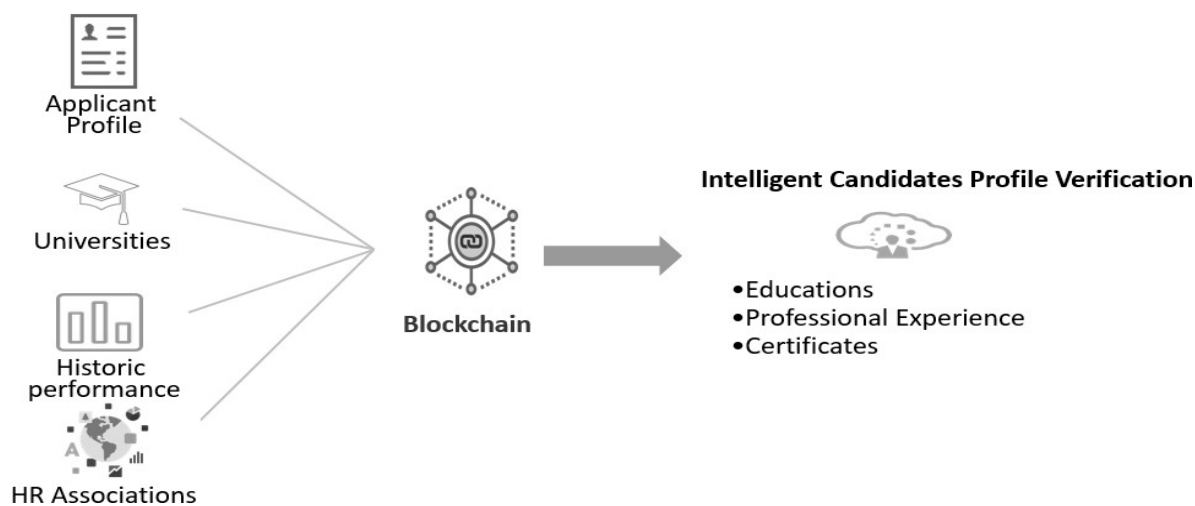 Applicant
Profile
Universities
Historic
performance
HR Associations
Blockchain
Intelligent Candidates Profile Verification
•Educations
•Professional Experience
•Certificates